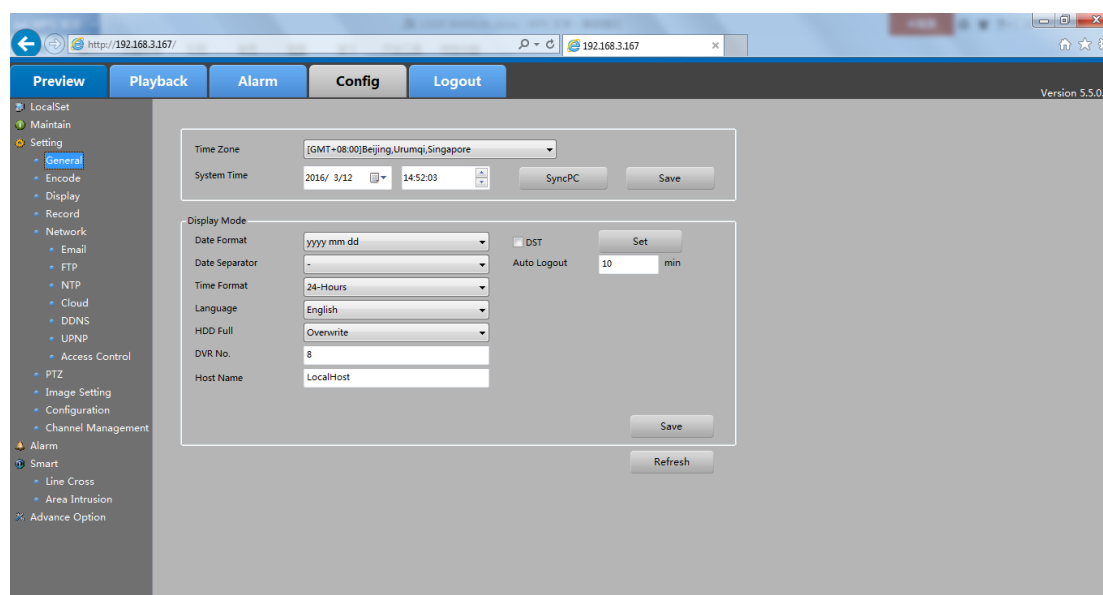 http://192.168.3.167/
192.168.3.167
Preview Playback Alarm Config Logout
Version 5.5.0.
LocalSet
Maintain
Setting
General
Encode
Display
Record
Network
Email
FTP
NTP
Cloud
DDNS
UPNP
Access Control
PTZ
Image Setting
Configuration
Channel Management
Alarm
Smart
Line Cross
Area Intrusion
Advance Option
Time Zone [GMT+08:00]Beijing,Urumqi,Singapore
System Time 2016/ 3/12 14:52:03 SyncPC Save
Display Mode
Date Format yyyy mm dd DST Set
Date Separator - Auto Logout 10 min
Time Format 24-Hours
Language English
HDD Full Overwrite
DVR No. 8
Host Name LocalHost
Save
Refresh